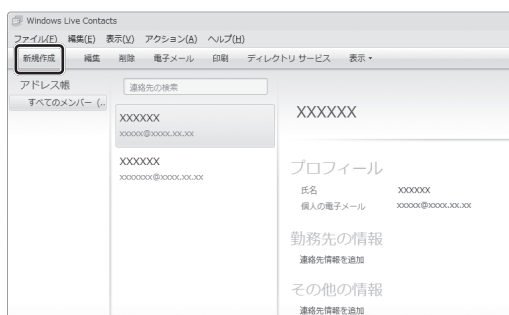 Windows Live Contacts
ファイル(F) 編集(E) 表示(V) アクション(A) ヘルプ(H)
新規作成 編集 削除 電子メール 印刷 ディレクトリ サービス 表示
アドレス帳
すべてのメンバー (..
連絡先の検索
XXXXXX
xxxxx@xxxx.xx.xx
XXXXXX
xxxxxxx@xxxx.xx.xx
XXXXXX
プロフィール
氏名 XXXXXX
個人の電子メール xxxxx@xxxx.xx.xx
勤務先の情報
連絡先情報を追加
その他の情報
連絡先情報を追加